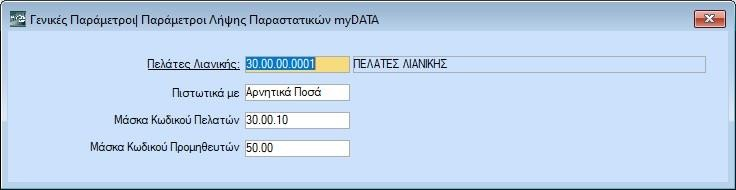 Γενικές Παράμετροι| Παράμετροι Λήψης Παραστατικών myDATA
Πελάτες Λιανικής: 30.00.00.0001 ΠΕΛΑΤΕΣ ΛΙΑΝΙΚΗΣ
Πιστωτικά με Αρνητικά Ποσά
Μάσκα Κωδικού Πελατών 30.00.10
Μάσκα Κωδικού Προμηθευτών 50.00